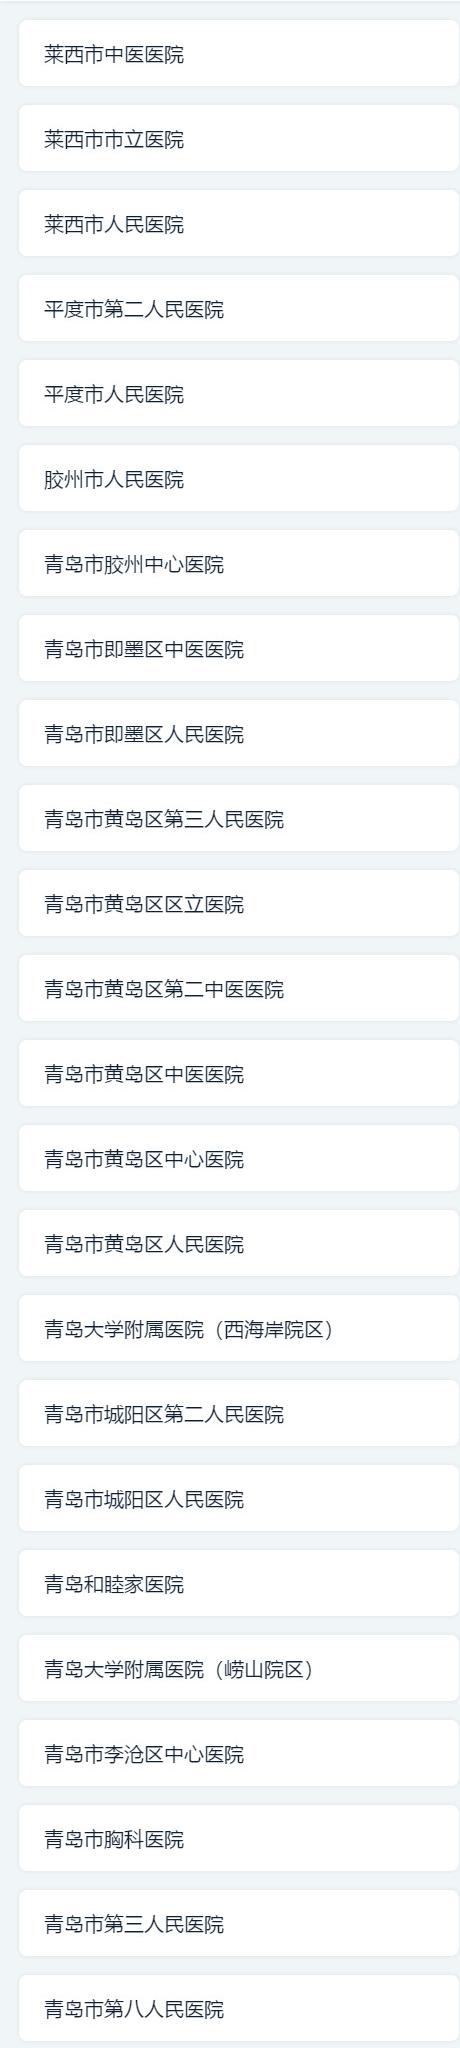 莱西市中医医院
莱西市市立医院
莱西市人民医院
平度市第二人民医院
平度市人民医院
胶州市人民医院
青岛市胶州中心医院
青岛市即墨区中医医院
青岛市即墨区人民医院
青岛市黄岛区第三人民医院
青岛市黄岛区区立医院
青岛市黄岛区第二中医医院
青岛市黄岛区中医医院
青岛市黄岛区中心医院
青岛市黄岛区人民医院
青岛大学附属医院（西海岸院区）
青岛市城阳区第二人民医院
青岛市城阳区人民医院
青岛和睦家医院
青岛大学附属医院（崂山院区）
青岛市李沧区中心医院
青岛市胸科医院
青岛市第三人民医院
青岛市第八人民医院